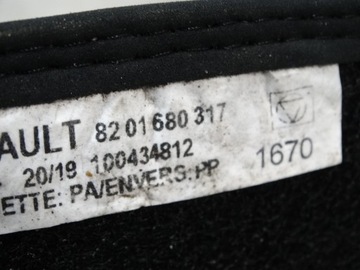 AULT 8201680317
20/19 100434812
ETTE: PA/ENVERS: PP 1670